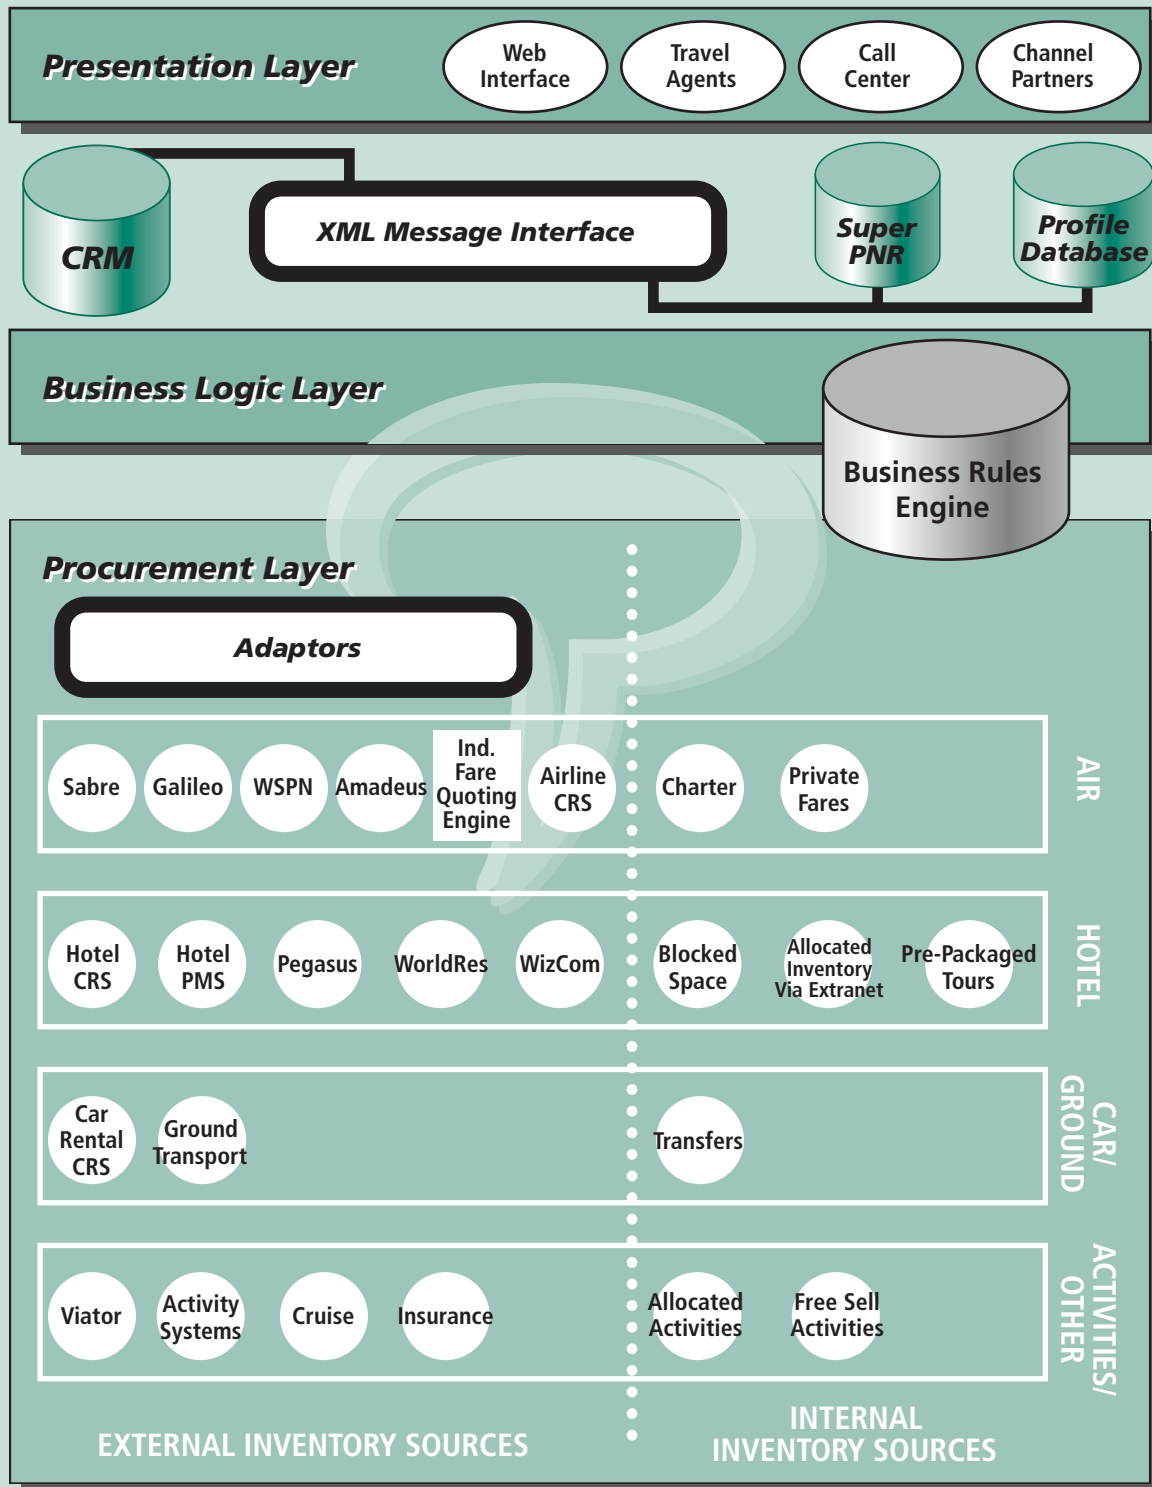 Presentation Layer
Web
Interface
Travel
Agents
Call
Center
Channel
Partners
CRM
XML Message Interface
Super
PNR
Profile
Database
Business Logic Layer
Business Rules
Engine
Procurement Layer
Adaptors
Sabre
Galileo
WSPN
Amadeus
Ind.
Fare
Quoting
Engine
Airline
CRS
Charter
Private
Fares
AIR
Hotel
CRS
Hotel
PMS
Pegasus
WorldRes
WizCom
Blocked
Space
Allocated
Inventory
Via Extranet
Pre-Packaged
Tours
HOTEL
Car
Rental
CRS
Ground
Transport
Transfers
CAR/
GROUND
Viator
Activity
Systems
Cruise
Insurance
Allocated
Activities
Free Sell
Activities
ACTIVITIES/
OTHER
EXTERNAL INVENTORY SOURCES
INTERNAL
INVENTORY SOURCES